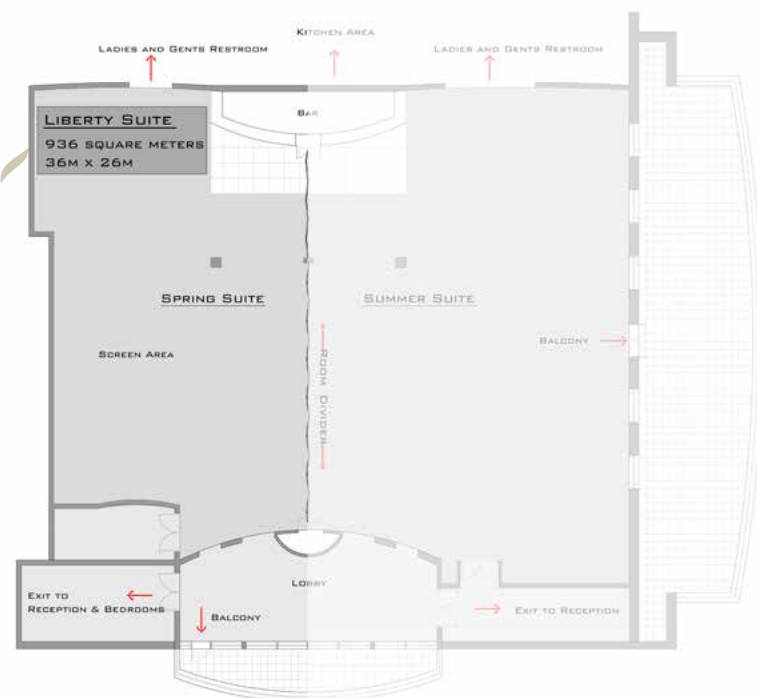 Kitchen Area
Ladies and Gents Restroom
Ladies and Gents Restroom
Bar
Liberty Suite
936 square meters
36m x 26m
Spring Suite
Summer Suite
Screen Area
Balcony
Room Divider
Lobby
Exit to
Reception & Bedrooms
Balcony
Exit to Reception